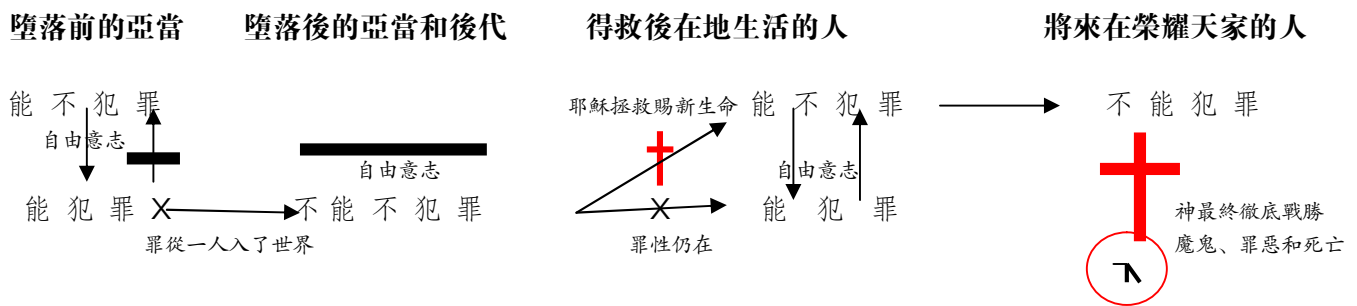 墮落前的亞當 墮落後的亞當和後代 得救後在地生活的人 將來在榮耀天家的人
能不犯罪 耶穌拯救賜新生命 能不犯罪 不能犯罪
自由意志
自由意志 自由意志
能犯罪 X 不能不犯罪 X 能犯罪
神最終徹底戰勝
罪從一人入了世界 罪性仍在 魔鬼、罪惡和死亡